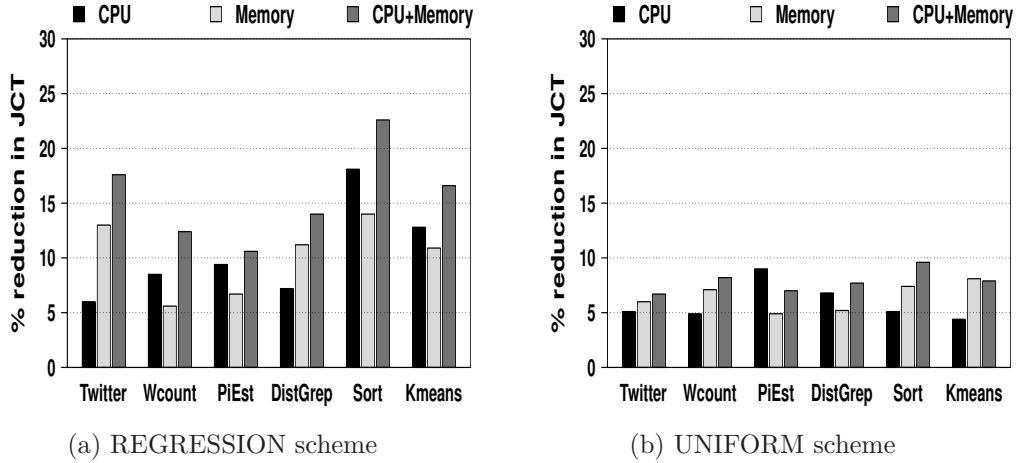 CPU Memory CPU+Memory
% reduction in JCT
30
25
20
15
10
5
0
Twitter Wcount PiEst DistGrep Sort Kmeans
(a) REGRESSION scheme
CPU Memory CPU+Memory
% reduction in JCT
30
25
20
15
10
5
0
Twitter Wcount PiEst DistGrep Sort Kmeans
(b) UNIFORM scheme